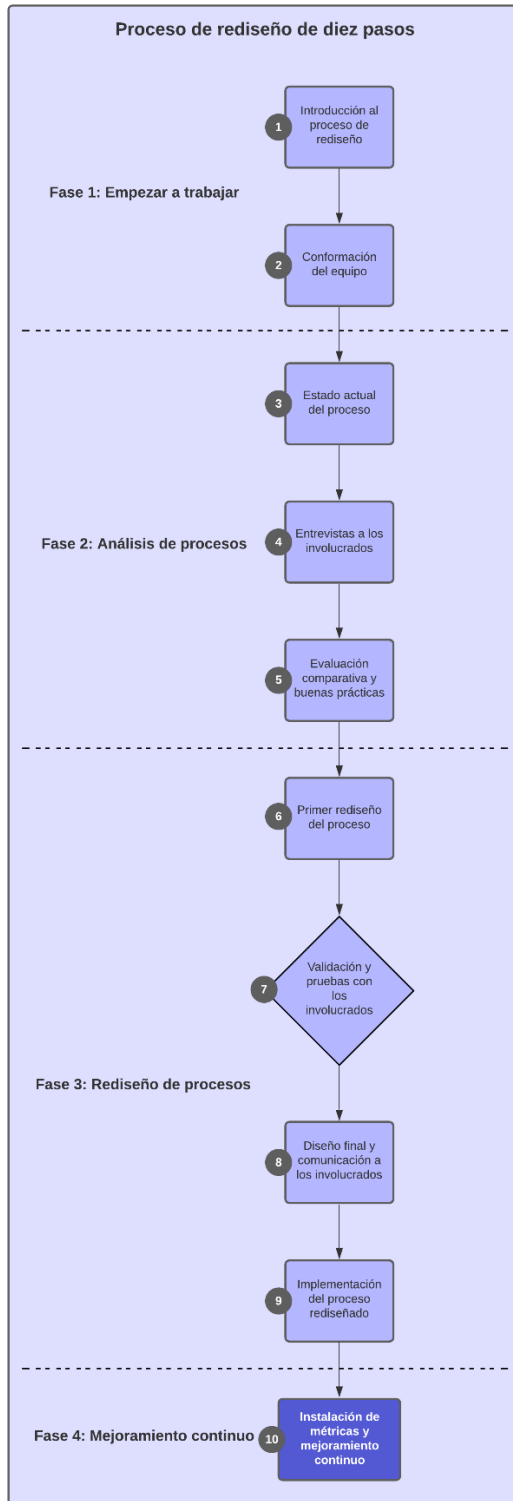 Proceso de rediseño de diez pasos
Introducción al
proceso de
rediseño
1
Fase 1: Empezar a trabajar
Conformación
del equipo
2
Estado actual
del proceso
3
Fase 2: Análisis de procesos
Entrevistas a los
involucrados
4
Evaluación
comparativa y
buenas prácticas
5
Primer rediseño
del proceso
6
Validación y
pruebas con
los
involucrados
7
Fase 3: Rediseño de procesos
Diseño final y
comunicación a
los involucrados
8
Implementación
del proceso
rediseñado
9
Fase 4: Mejoramiento continuo
Instalación de
métricas y
mejoramiento
continuo
10